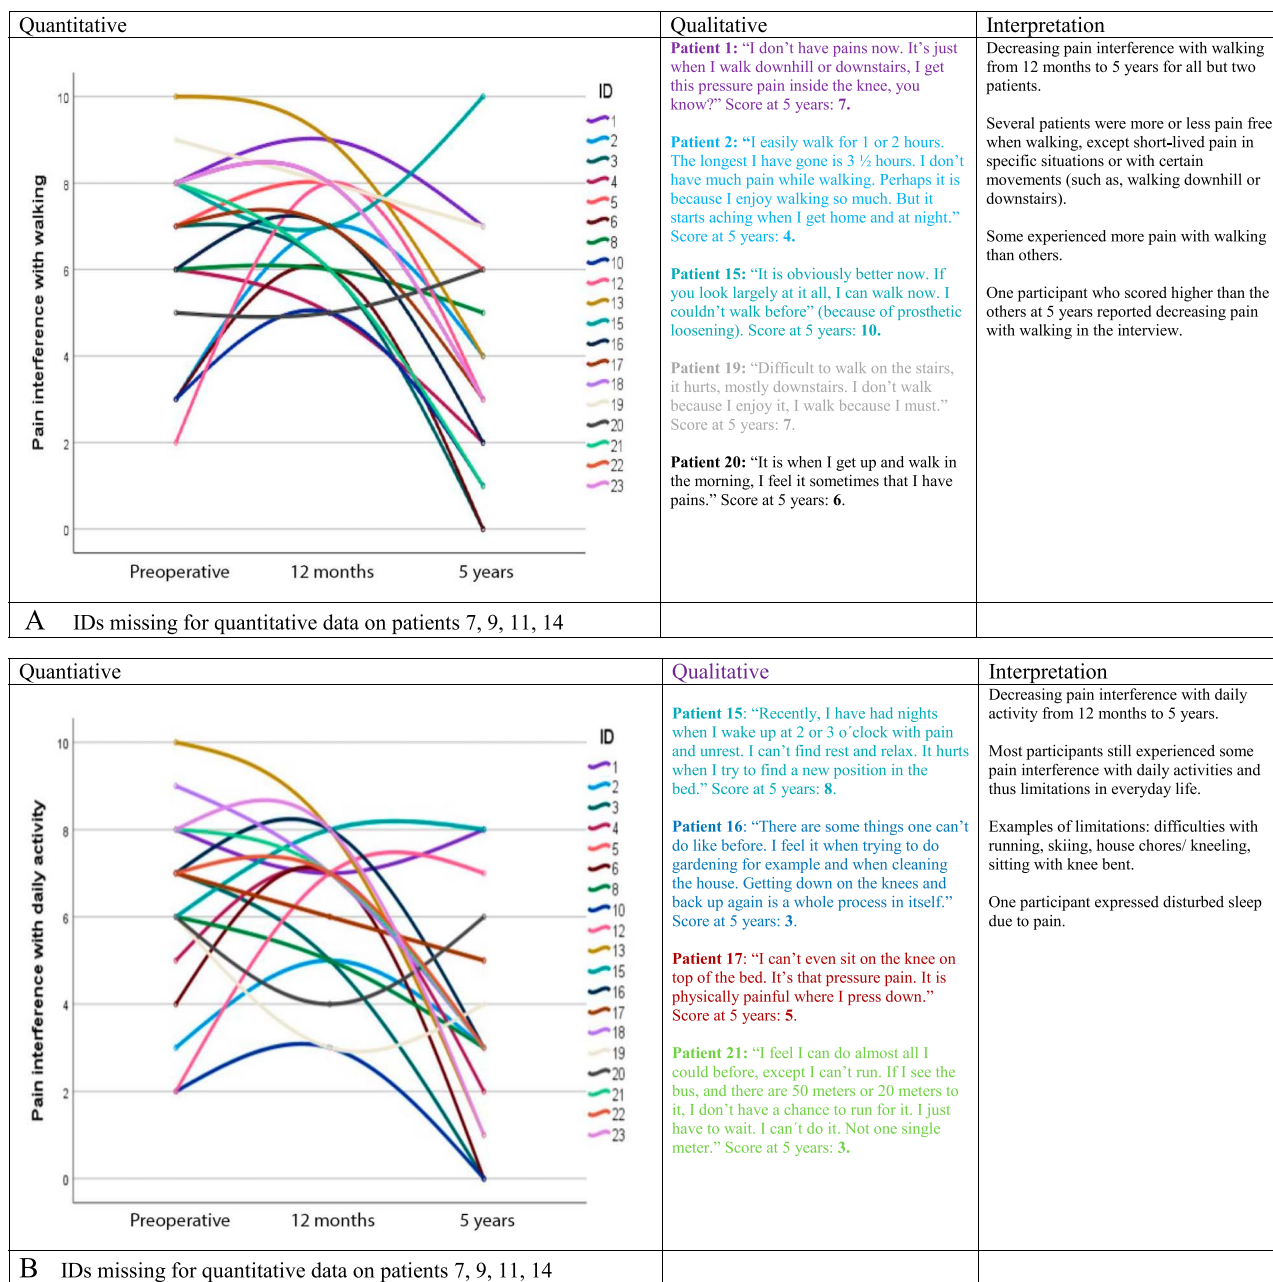 Quantitative
Qualitative
Interpretation
Pain interference with walking
10
8
6
4
2
0
Preoperative
12 months
5 years
ID
1
2
3
4
5
6
8
10
12
13
15
16
17
18
19
20
21
22
23
Patient 1: “I don’t have pains now. It’s just
when I walk downhill or downstairs, I get
this pressure pain inside the knee, you
know?” Score at 5 years: 7.
Patient 2: “I easily walk for 1 or 2 hours.
The longest I have gone is 3 ½ hours. I don’t
have much pain while walking. Perhaps it is
because I enjoy walking so much. But it
starts aching when I get home and at night.”
Score at 5 years: 4.
Patient 15: “It is obviously better now. If
you look largely at it all, I can walk now. I
couldn’t walk before” (because of prosthetic
loosening). Score at 5 years: 10.
Patient 19: “Difficult to walk on the stairs,
it hurts, mostly downstairs. I don’t walk
because I enjoy it, I walk because I must.”
Score at 5 years: 7.
Patient 20: “It is when I get up and walk in
the morning, I feel it sometimes that I have
pains.” Score at 5 years: 6.
Decreasing pain interference with walking
from 12 months to 5 years for all but two
patients.
Several patients were more or less pain free
when walking, except short-lived pain in
specific situations or with certain
movements (such as, walking downhill or
downstairs).
Some experienced more pain with walking
than others.
One participant who scored higher than the
others at 5 years reported decreasing pain
with walking in the interview.
A IDs missing for quantitative data on patients 7, 9, 11, 14
Quantiative
Qualitative
Interpretation
Pain interference with daily activity
10
8
6
4
2
0
Preoperative
12 months
5 years
ID
1
2
3
4
5
6
8
10
12
13
15
16
17
18
19
20
21
22
23
Patient 15: “Recently, I have had nights
when I wake up at 2 or 3 o´clock with pain
and unrest. I can’t find rest and relax. It hurts
when I try to find a new position in the
bed.” Score at 5 years: 8.
Patient 16: “There are some things one can’t
do like before. I feel it when trying to do
gardening for example and when cleaning
the house. Getting down on the knees and
back up again is a whole process in itself.”
Score at 5 years: 3.
Patient 17: “I can’t even sit on the knee on
top of the bed. It’s that pressure pain. It is
physically painful where I press down.”
Score at 5 years: 5.
Patient 21: “I feel I can do almost all I
could before, except I can’t run. If I see the
bus, and there are 50 meters or 20 meters to
it, I don’t have a chance to run for it. I just
have to wait. I can´t do it. Not one single
meter.” Score at 5 years: 3.
Decreasing pain interference with daily
activity from 12 months to 5 years.
Most participants still experienced some
pain interference with daily activities and
thus limitations in everyday life.
Examples of limitations: difficulties with
running, skiing, house chores/ kneeling,
sitting with knee bent.
One participant expressed disturbed sleep
due to pain.
B IDs missing for quantitative data on patients 7, 9, 11, 14